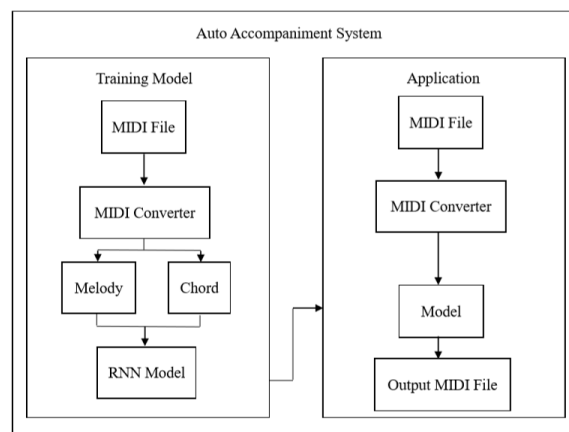 Auto Accompaniment System
Training Model
MIDI File
MIDI Converter
Melody
Chord
RNN Model
Application
MIDI File
MIDI Converter
Model
Output MIDI File